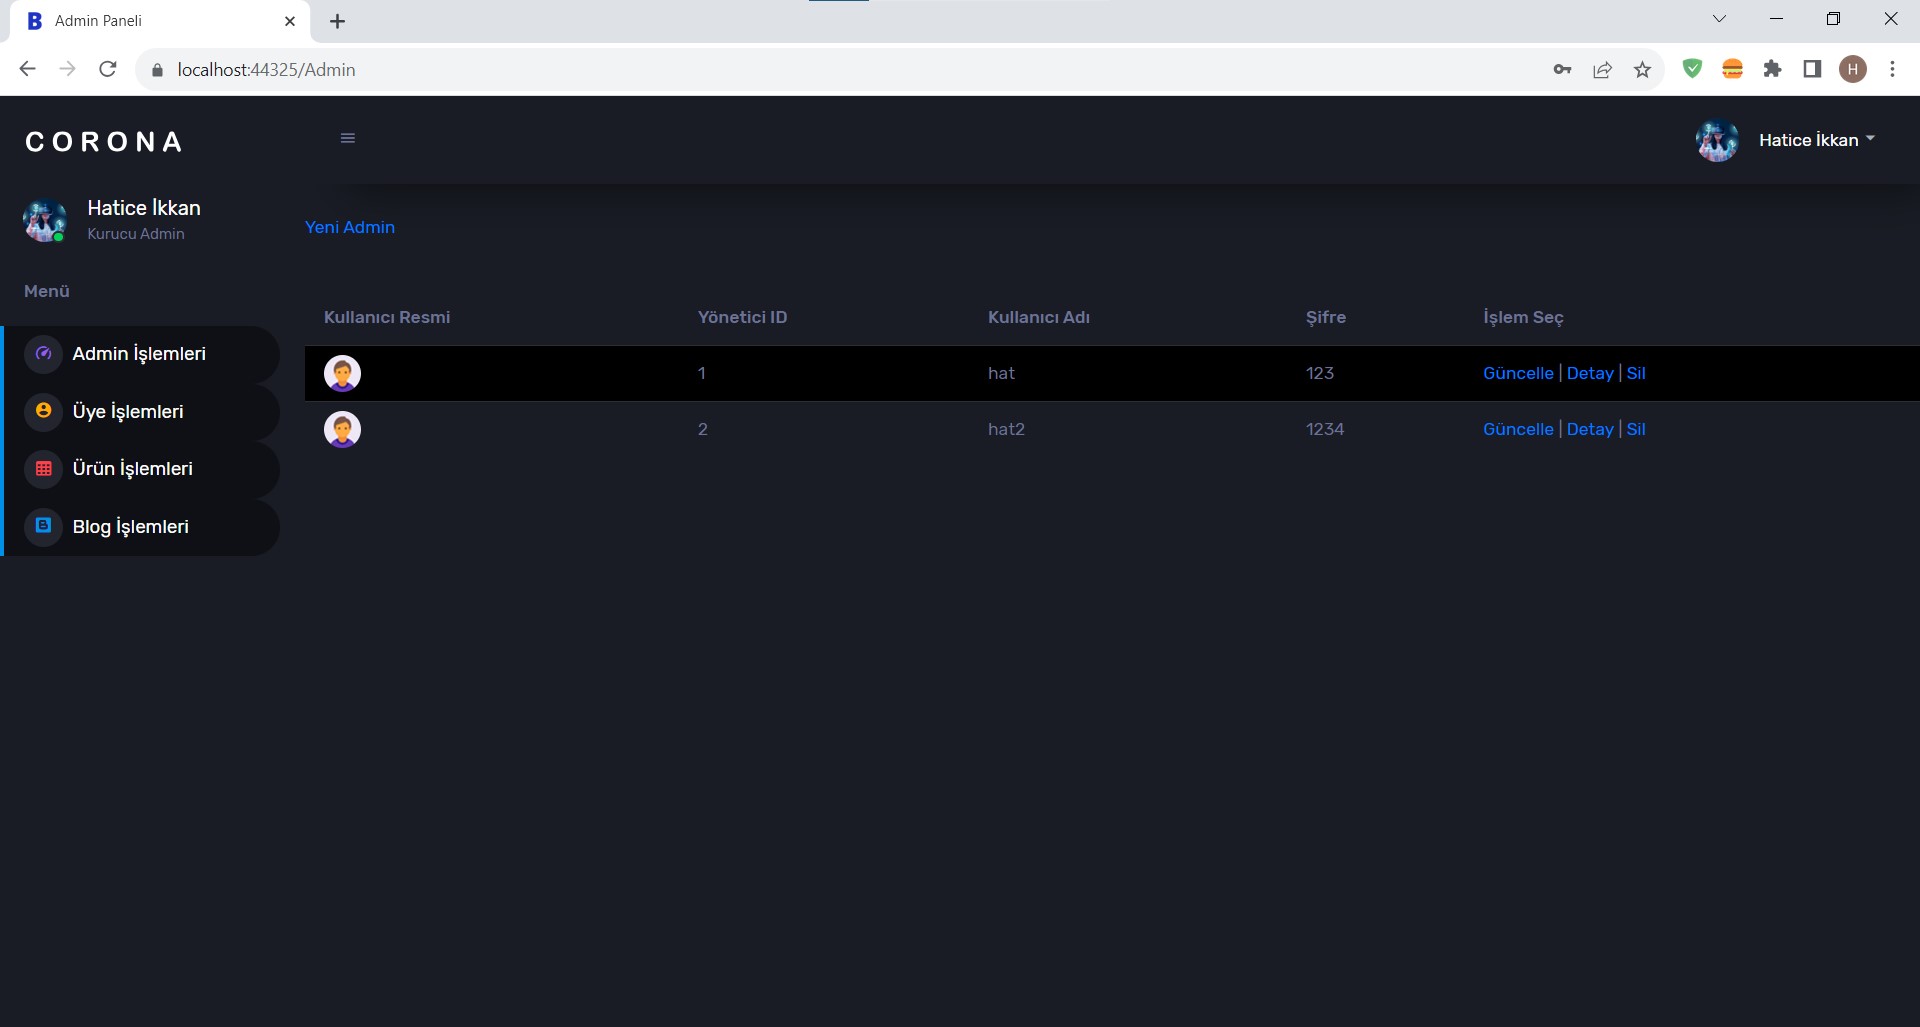 Admin Paneli
localhost:44325/Admin
H
CORONA
Hatice İkkan
Hatice İkkan
Kurucu Admin
Yeni Admin
Menü
Admin İşlemleri
Üye İşlemleri
Ürün İşlemleri
Blog İşlemleri
Kullanıcı Resmi Yönetici ID Kullanıcı Adı Şifre İşlem Seç
1 hat 123 Güncelle | Detay | Sil
2 hat2 1234 Güncelle | Detay | Sil